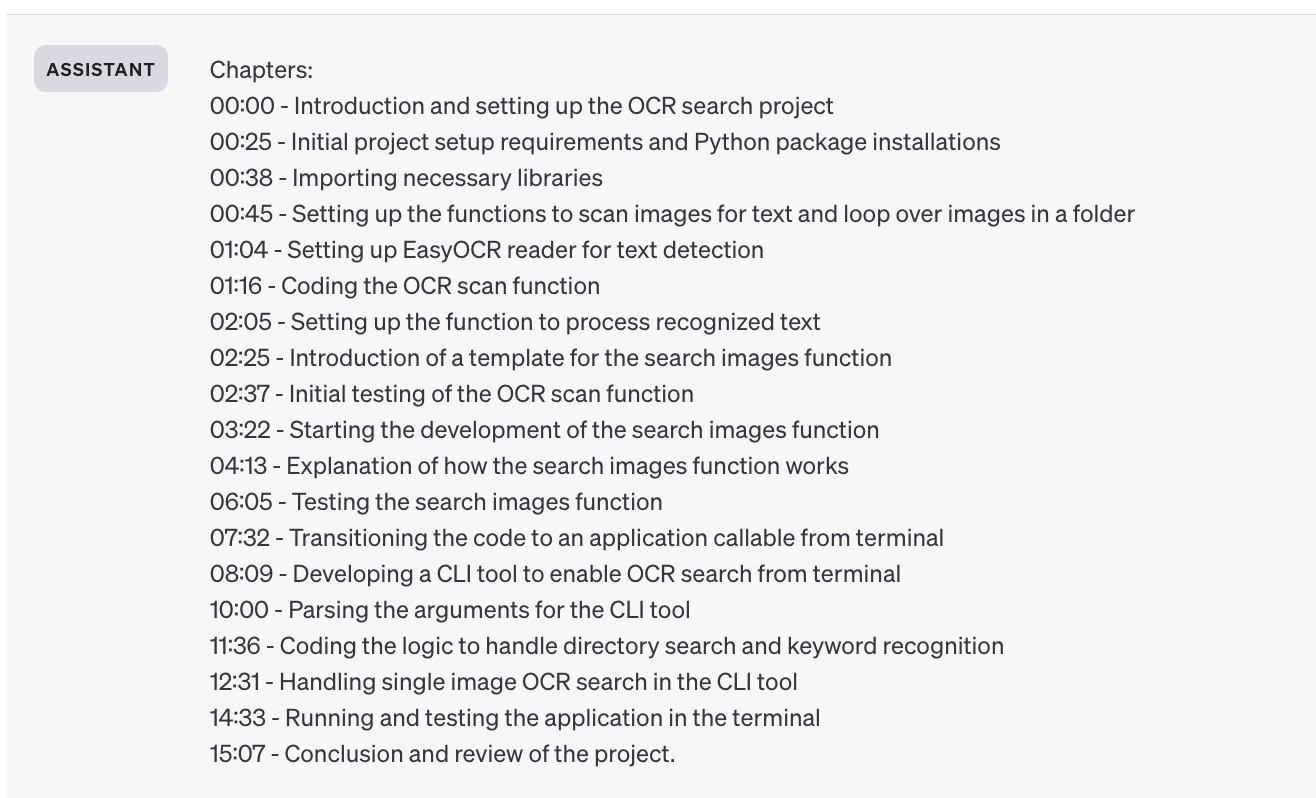 ASSISTANT
Chapters:
00:00 - Introduction and setting up the OCR search project
00:25 - Initial project setup requirements and Python package installations
00:38 - Importing necessary libraries
00:45 - Setting up the functions to scan images for text and loop over images in a folder
01:04 - Setting up EasyOCR reader for text detection
01:16 - Coding the OCR scan function
02:05 - Setting up the function to process recognized text
02:25 - Introduction of a template for the search images function
02:37 - Initial testing of the OCR scan function
03:22 - Starting the development of the search images function
04:13 - Explanation of how the search images function works
06:05 - Testing the search images function
07:32 - Transitioning the code to an application callable from terminal
08:09 - Developing a CLI tool to enable OCR search from terminal
10:00 - Parsing the arguments for the CLI tool
11:36 - Coding the logic to handle directory search and keyword recognition
12:31 - Handling single image OCR search in the CLI tool
14:33 - Running and testing the application in the terminal
15:07 - Conclusion and review of the project.